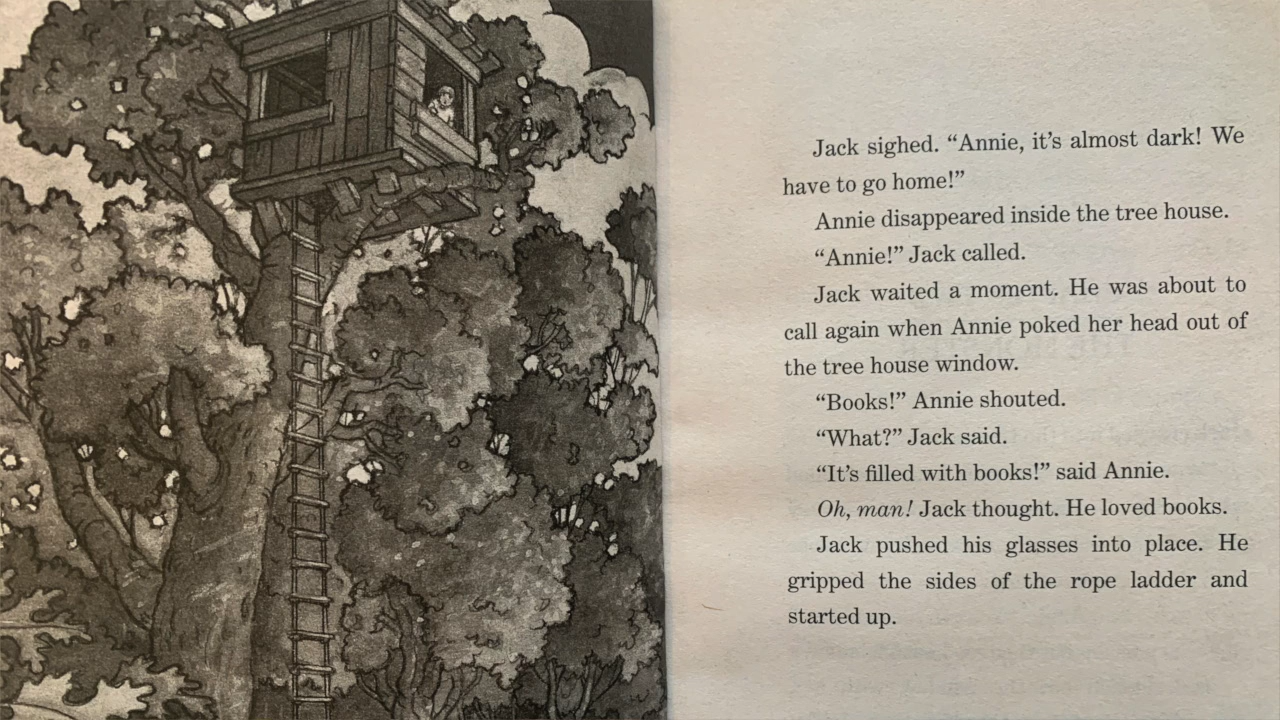 Jack sighed. “Annie, it’s almost dark! We
have to go home!”
Annie disappeared inside the tree house.
“Annie!” Jack called.
Jack waited a moment. He was about to
call again when Annie poked her head out of
the tree house window.
“Books!” Annie shouted.
“What?” Jack said.
“It’s filled with books!” said Annie.
Oh, man! Jack thought. He loved books.
Jack pushed his glasses into place. He
gripped the sides of the rope ladder and
started up.